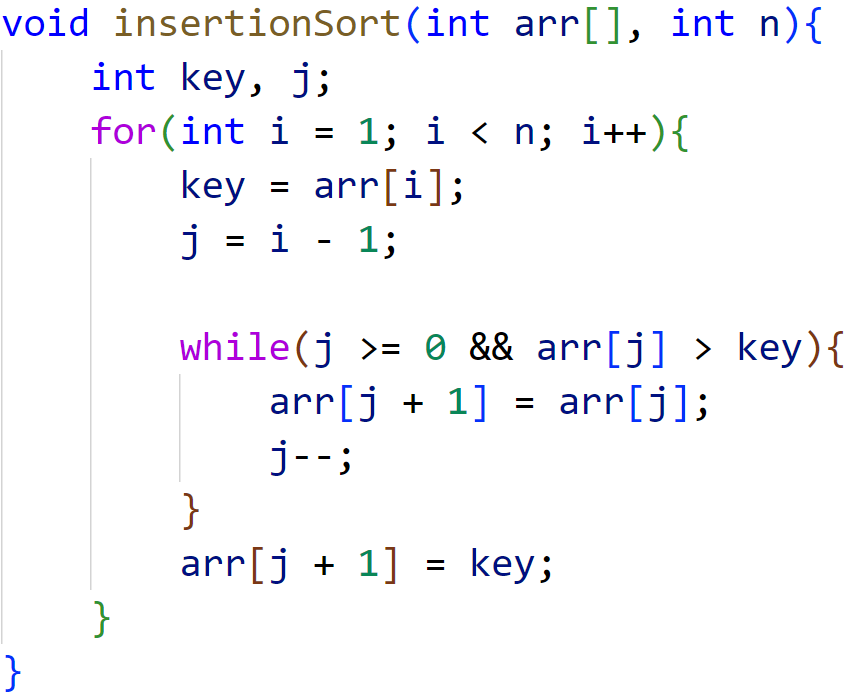 void insertionSort(int arr[], int n){
    int key, j;
    for(int i = 1; i < n; i++){
        key = arr[i];
        j = i - 1;

        while(j >= 0 && arr[j] > key){
            arr[j + 1] = arr[j];
            j--;
        }
        arr[j + 1] = key;
    }
}